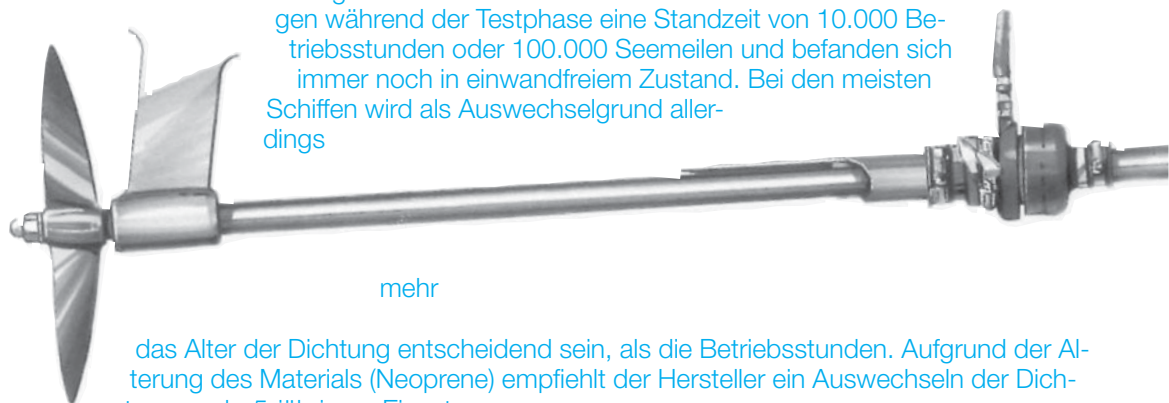 gen während der Testphase eine Standzeit von 10.000 Be-
triebsstunden oder 100.000 Seemeilen und befanden sich
immer noch in einwandfreiem Zustand. Bei den meisten
Schiffen wird als Auswechselgrund aller-
dings
mehr
das Alter der Dichtung entscheidend sein, als die Betriebsstunden. Aufgrund der Al-
terung des Materials (Neoprene) empfiehlt der Hersteller ein Auswechseln der Dich-